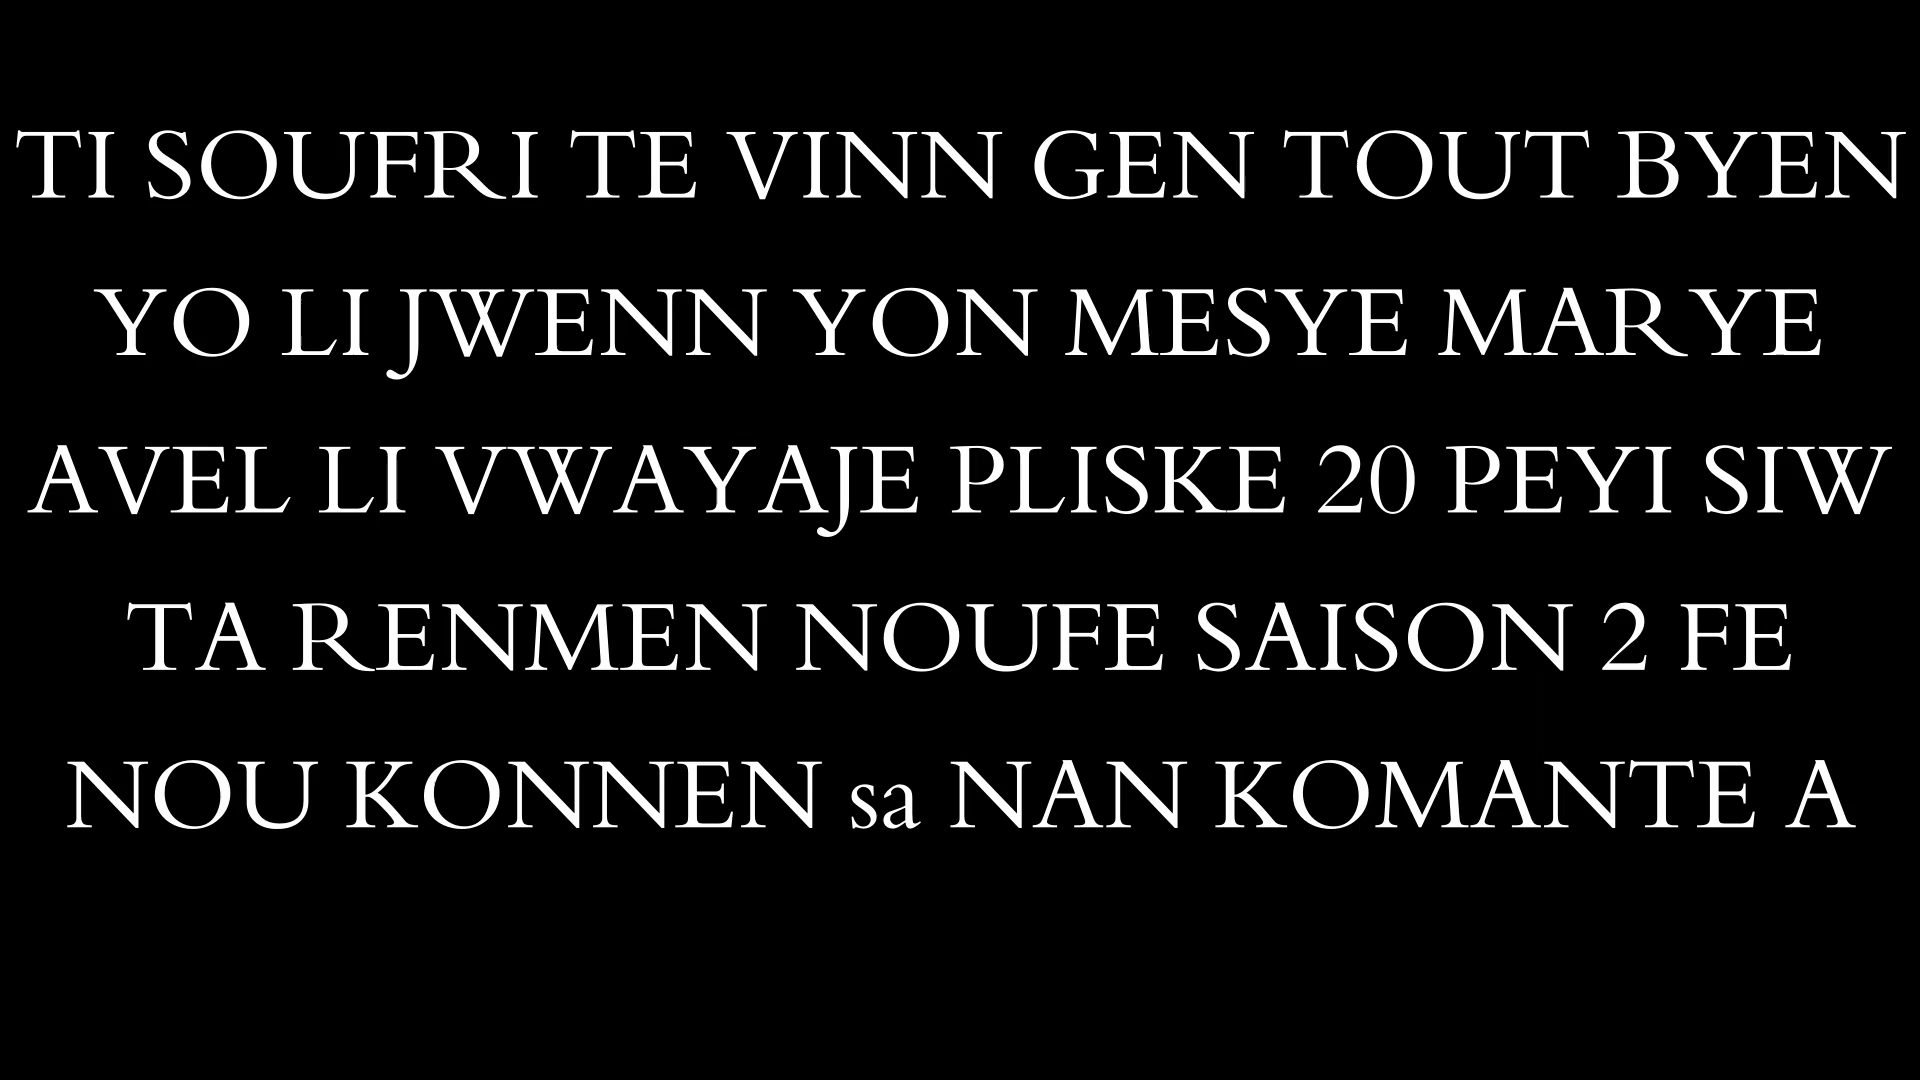 TI SOUFRI TE VINN GEN TOUT BYEN
YO LI JWENN YON MESYE MARYE
AVEL LI VWAYAJE PLISKE 20 PEYI SIW
TA RENMEN NOUFE SAISON 2 FE
NOU KONNEN sa NAN KOMANTE A